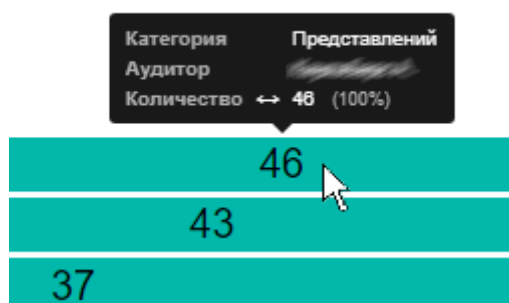 Категория Представлений
Аудитор
Количество ↔ 46 (100%)
46
43
37